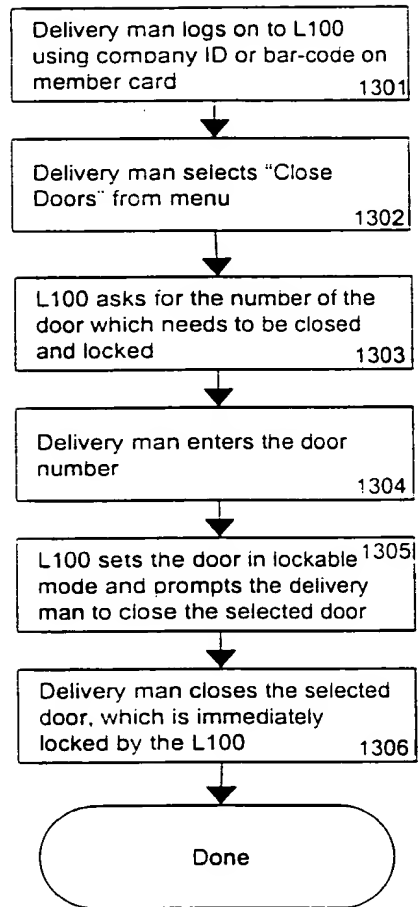 Delivery man logs on to L100
using company ID or bar-code on
member card
1301
Delivery man selects "Close
Doors" from menu
1302
L100 asks for the number of the
door which needs to be closed
and locked
1303
Delivery man enters the door
number
1304
L100 sets the door in lockable 1305
mode and prompts the delivery
man to close the selected door
Delivery man closes the selected
door, which is immediately
locked by the L100
1306
Done